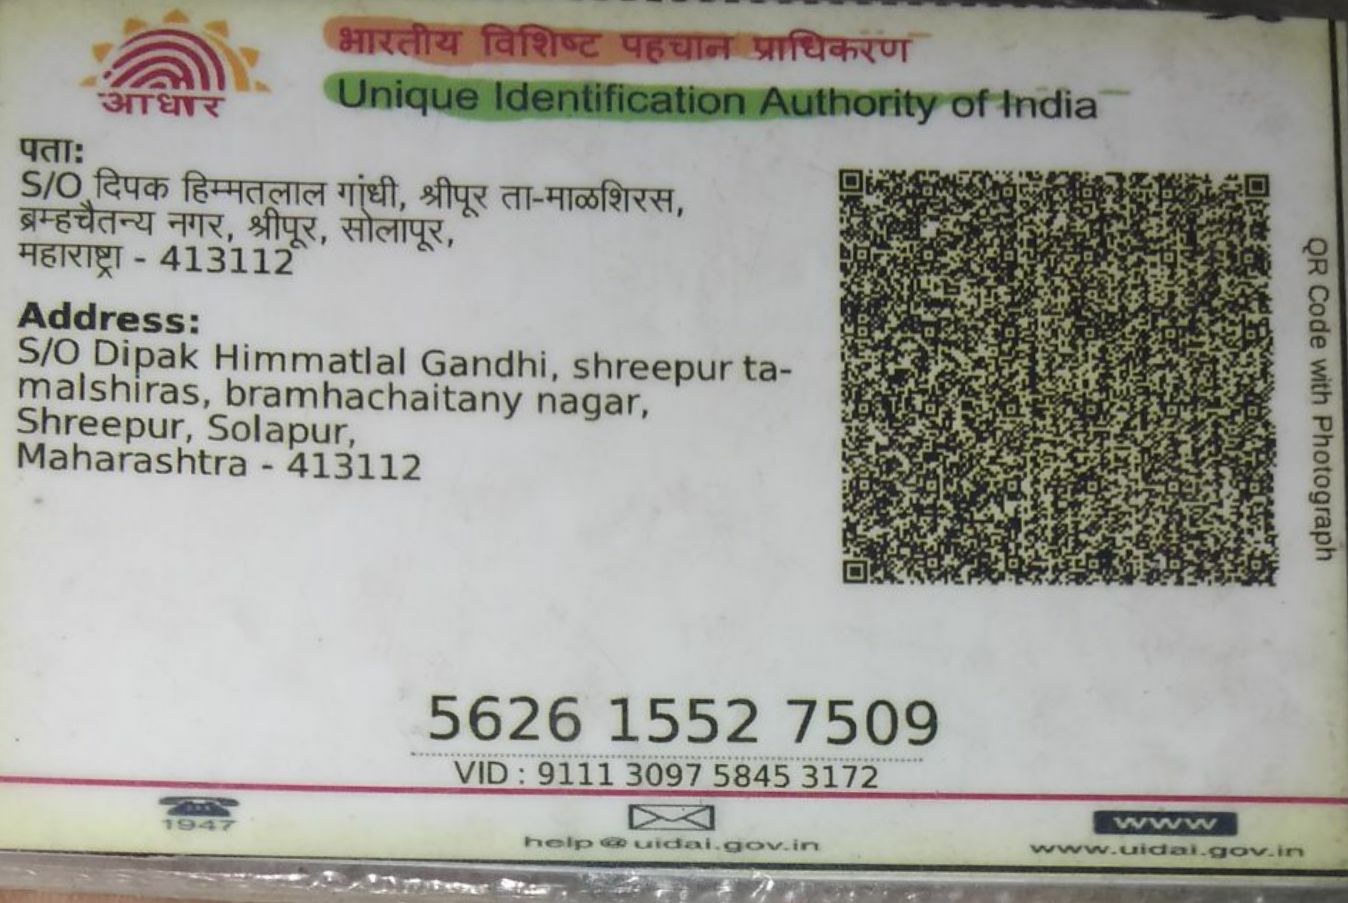 आधार
भारतीय विशिष्ट पहचान प्राधिकरण
Unique Identification Authority of India
पता:
S/O दिपक हिम्मतलाल गांधी, श्रीपूर ता-माळशिरस,
ब्रम्हचैतन्य नगर, श्रीपूर, सोलापूर,
महाराष्ट्रा - 413112
Address:
S/O Dipak Himmatlal Gandhi, shreepur ta-
malshiras, bramhachaitany nagar,
Shreepur, Solapur,
Maharashtra - 413112
QR Code with Photograph
5626 1552 7509
VID : 9111 3097 5845 3172
1947
help@uidai.gov.in
www
www.uidai.gov.in